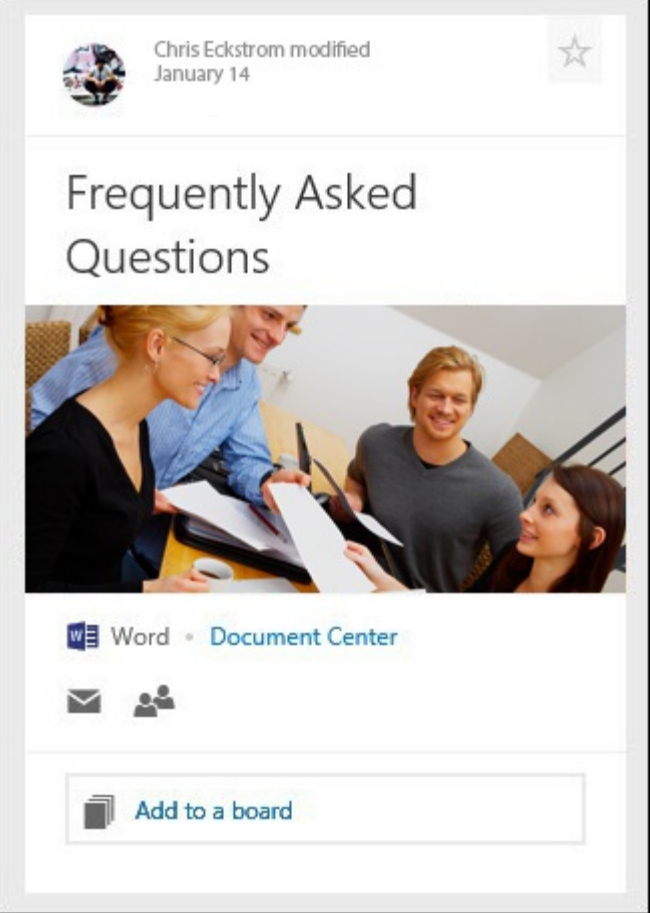 Chris Eckstrom modified
January 14
Frequently Asked
Questions
W Word • Document Center
Add to a board